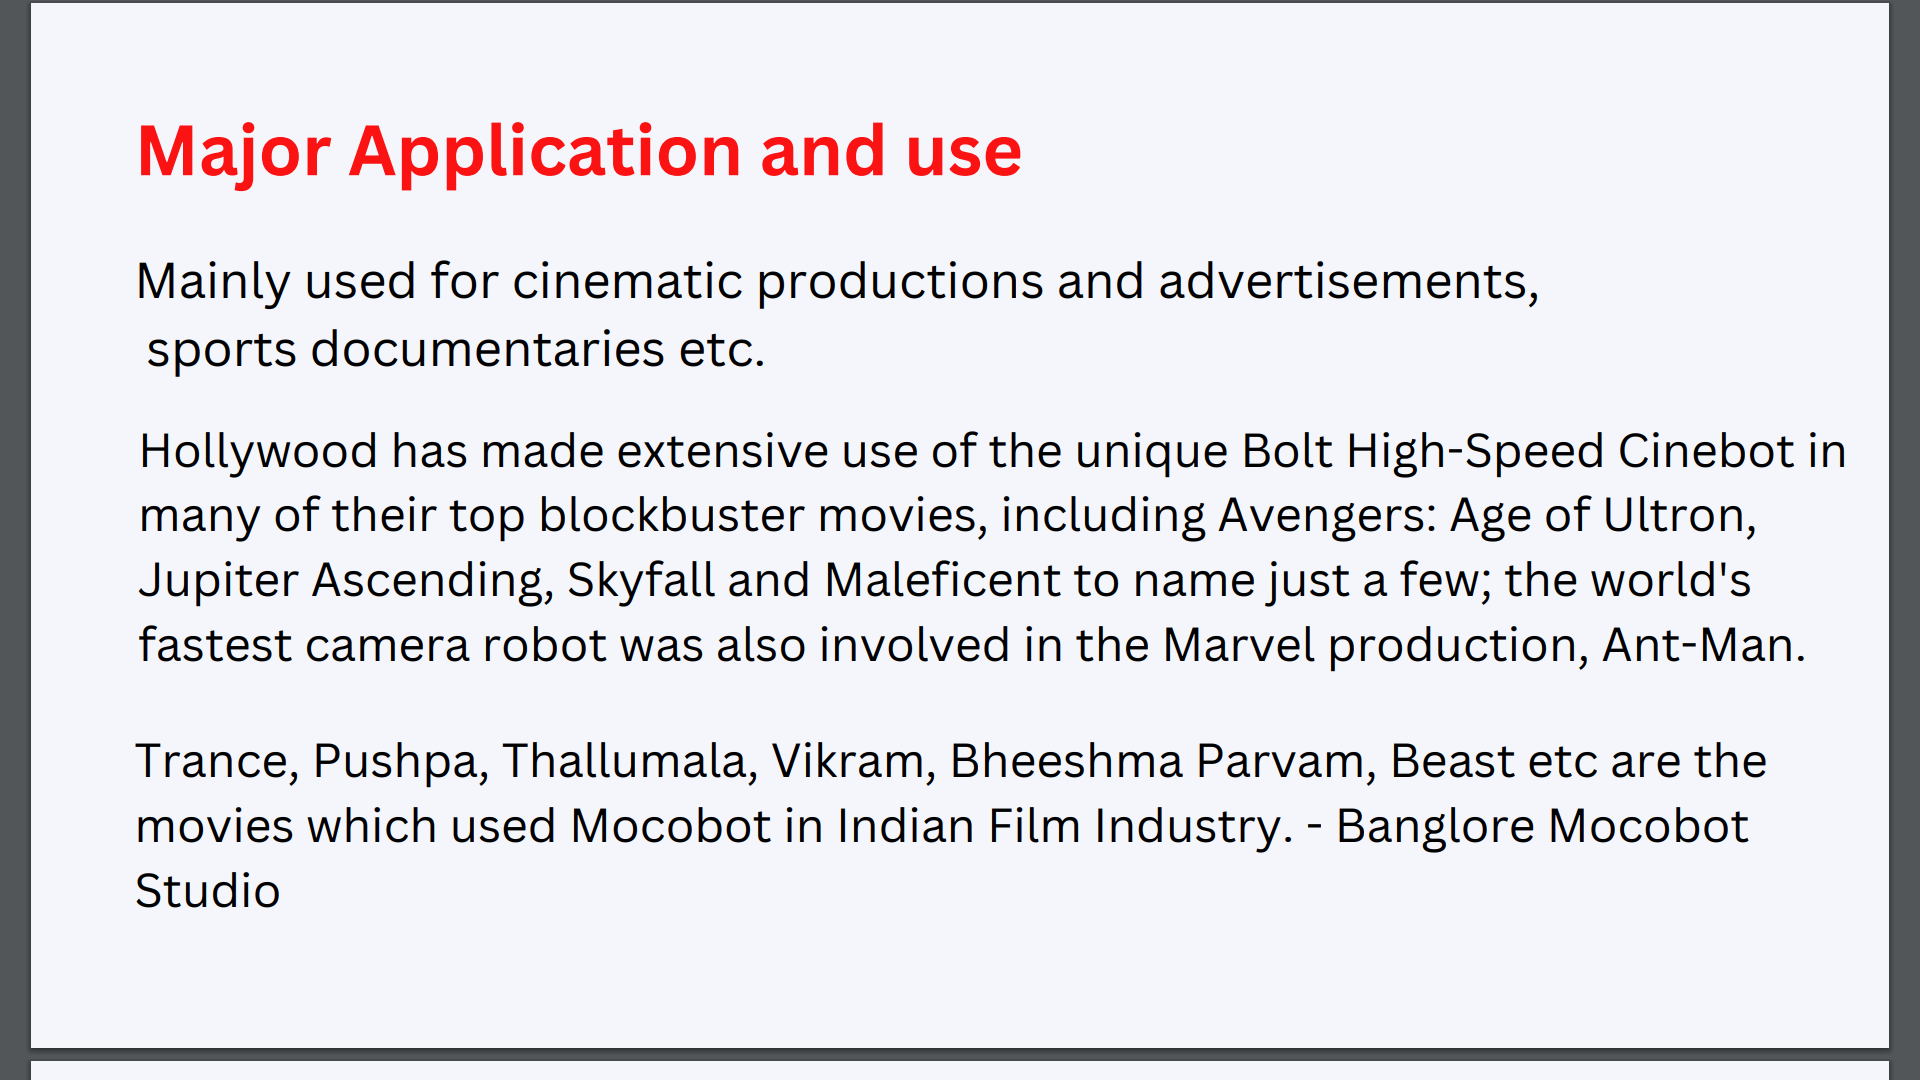 Major Application and use
Mainly used for cinematic productions and advertisements,
sports documentaries etc.
Hollywood has made extensive use of the unique Bolt High-Speed Cinebot in
many of their top blockbuster movies, including Avengers: Age of Ultron,
Jupiter Ascending, Skyfall and Maleficent to name just a few; the world's
fastest camera robot was also involved in the Marvel production, Ant-Man.
Trance, Pushpa, Thallumala, Vikram, Bheeshma Parvam, Beast etc are the
movies which used Mocobot in Indian Film Industry. - Banglore Mocobot
Studio